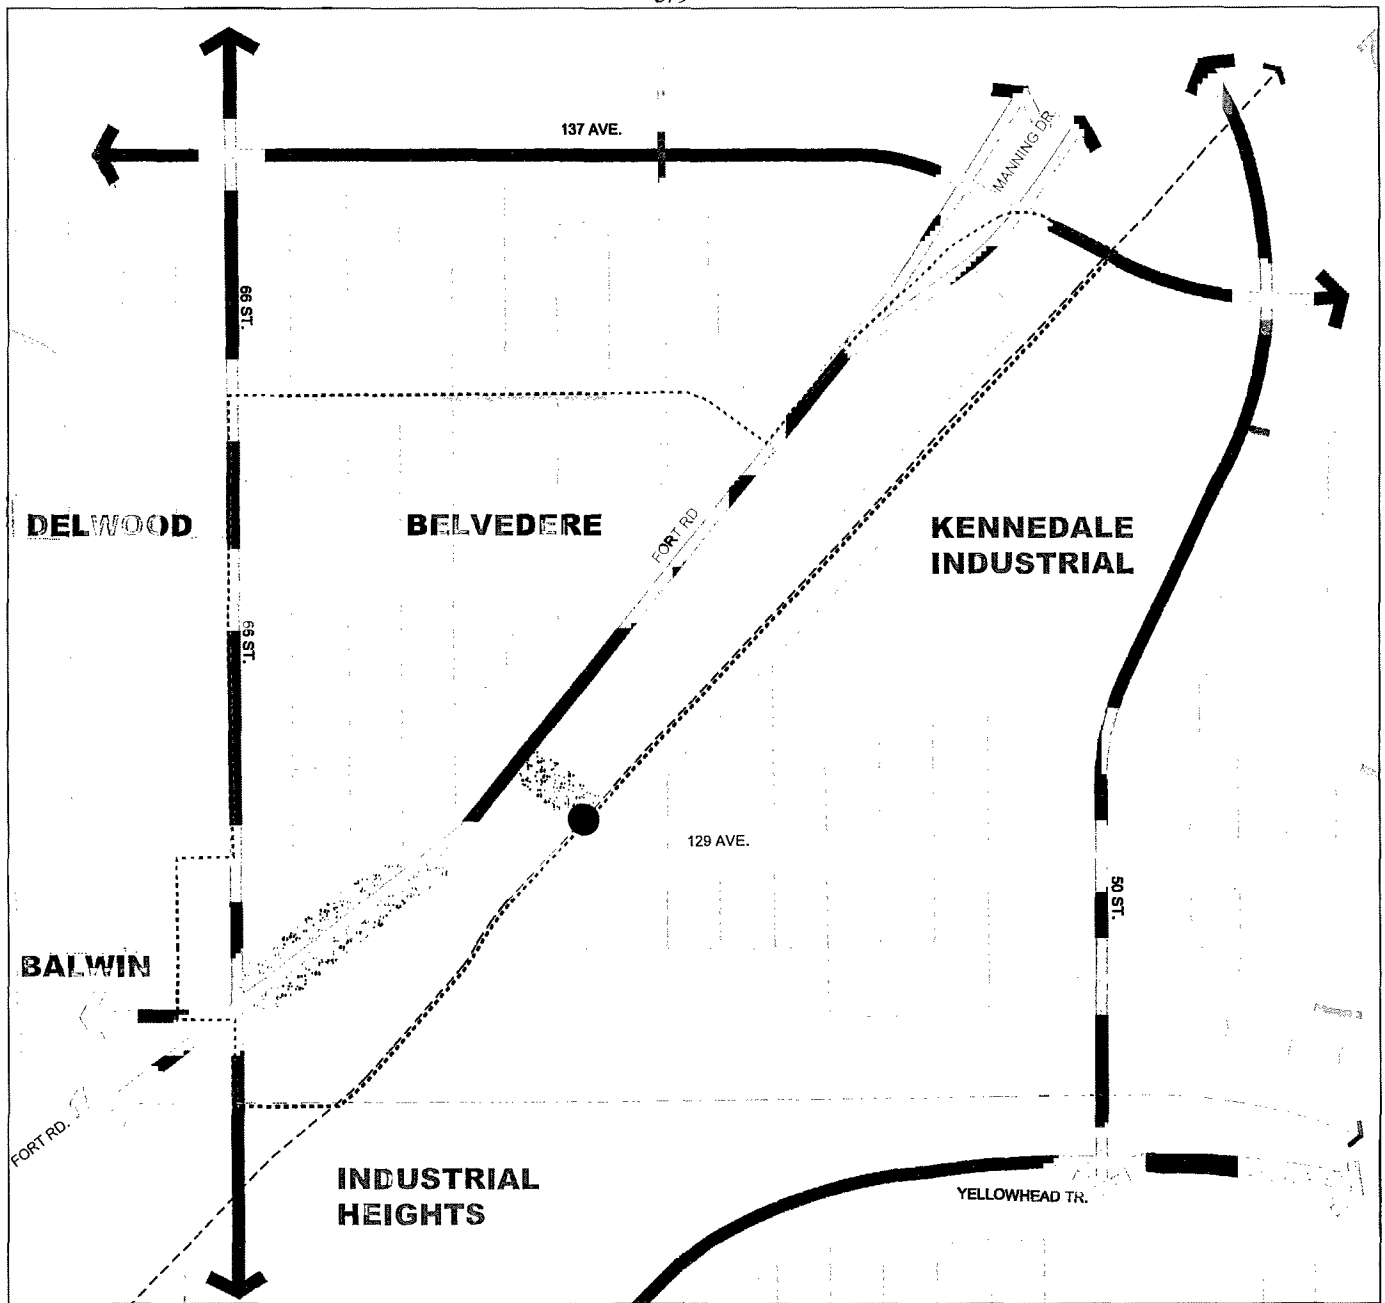 137 AVE.
MANNING DR.
66 ST.
DELWOOD
BELVEDERE
FORT RD
KENNEDALE
INDUSTRIAL
66 ST.
129 AVE.
50 ST.
BALWIN
FORT RD.
INDUSTRIAL
HEIGHTS
YELLOWHEAD TR.